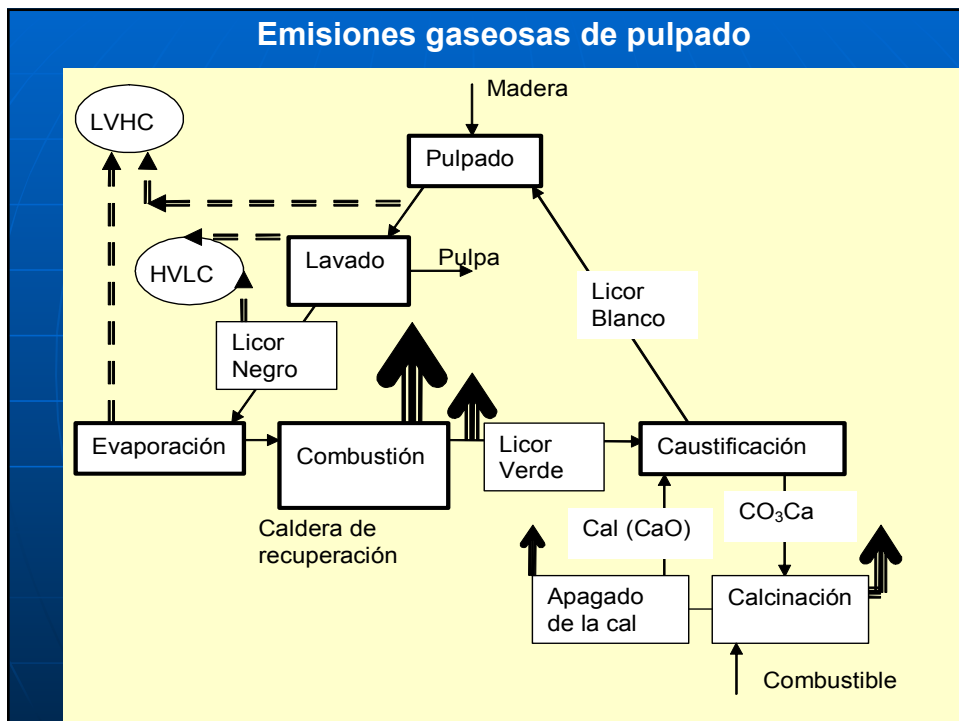 Emisiones gaseosas de pulpado
Madera
LVHC
Pulpado
Lavado
Pulpa
HVLC
Licor
Blanco
Licor
Negro
Evaporación
Combustión
Licor
Verde
Caustificación
Caldera de
recuperación
Cal (CaO)
CO₃Ca
Apagado
de la cal
Calcinación
Combustible